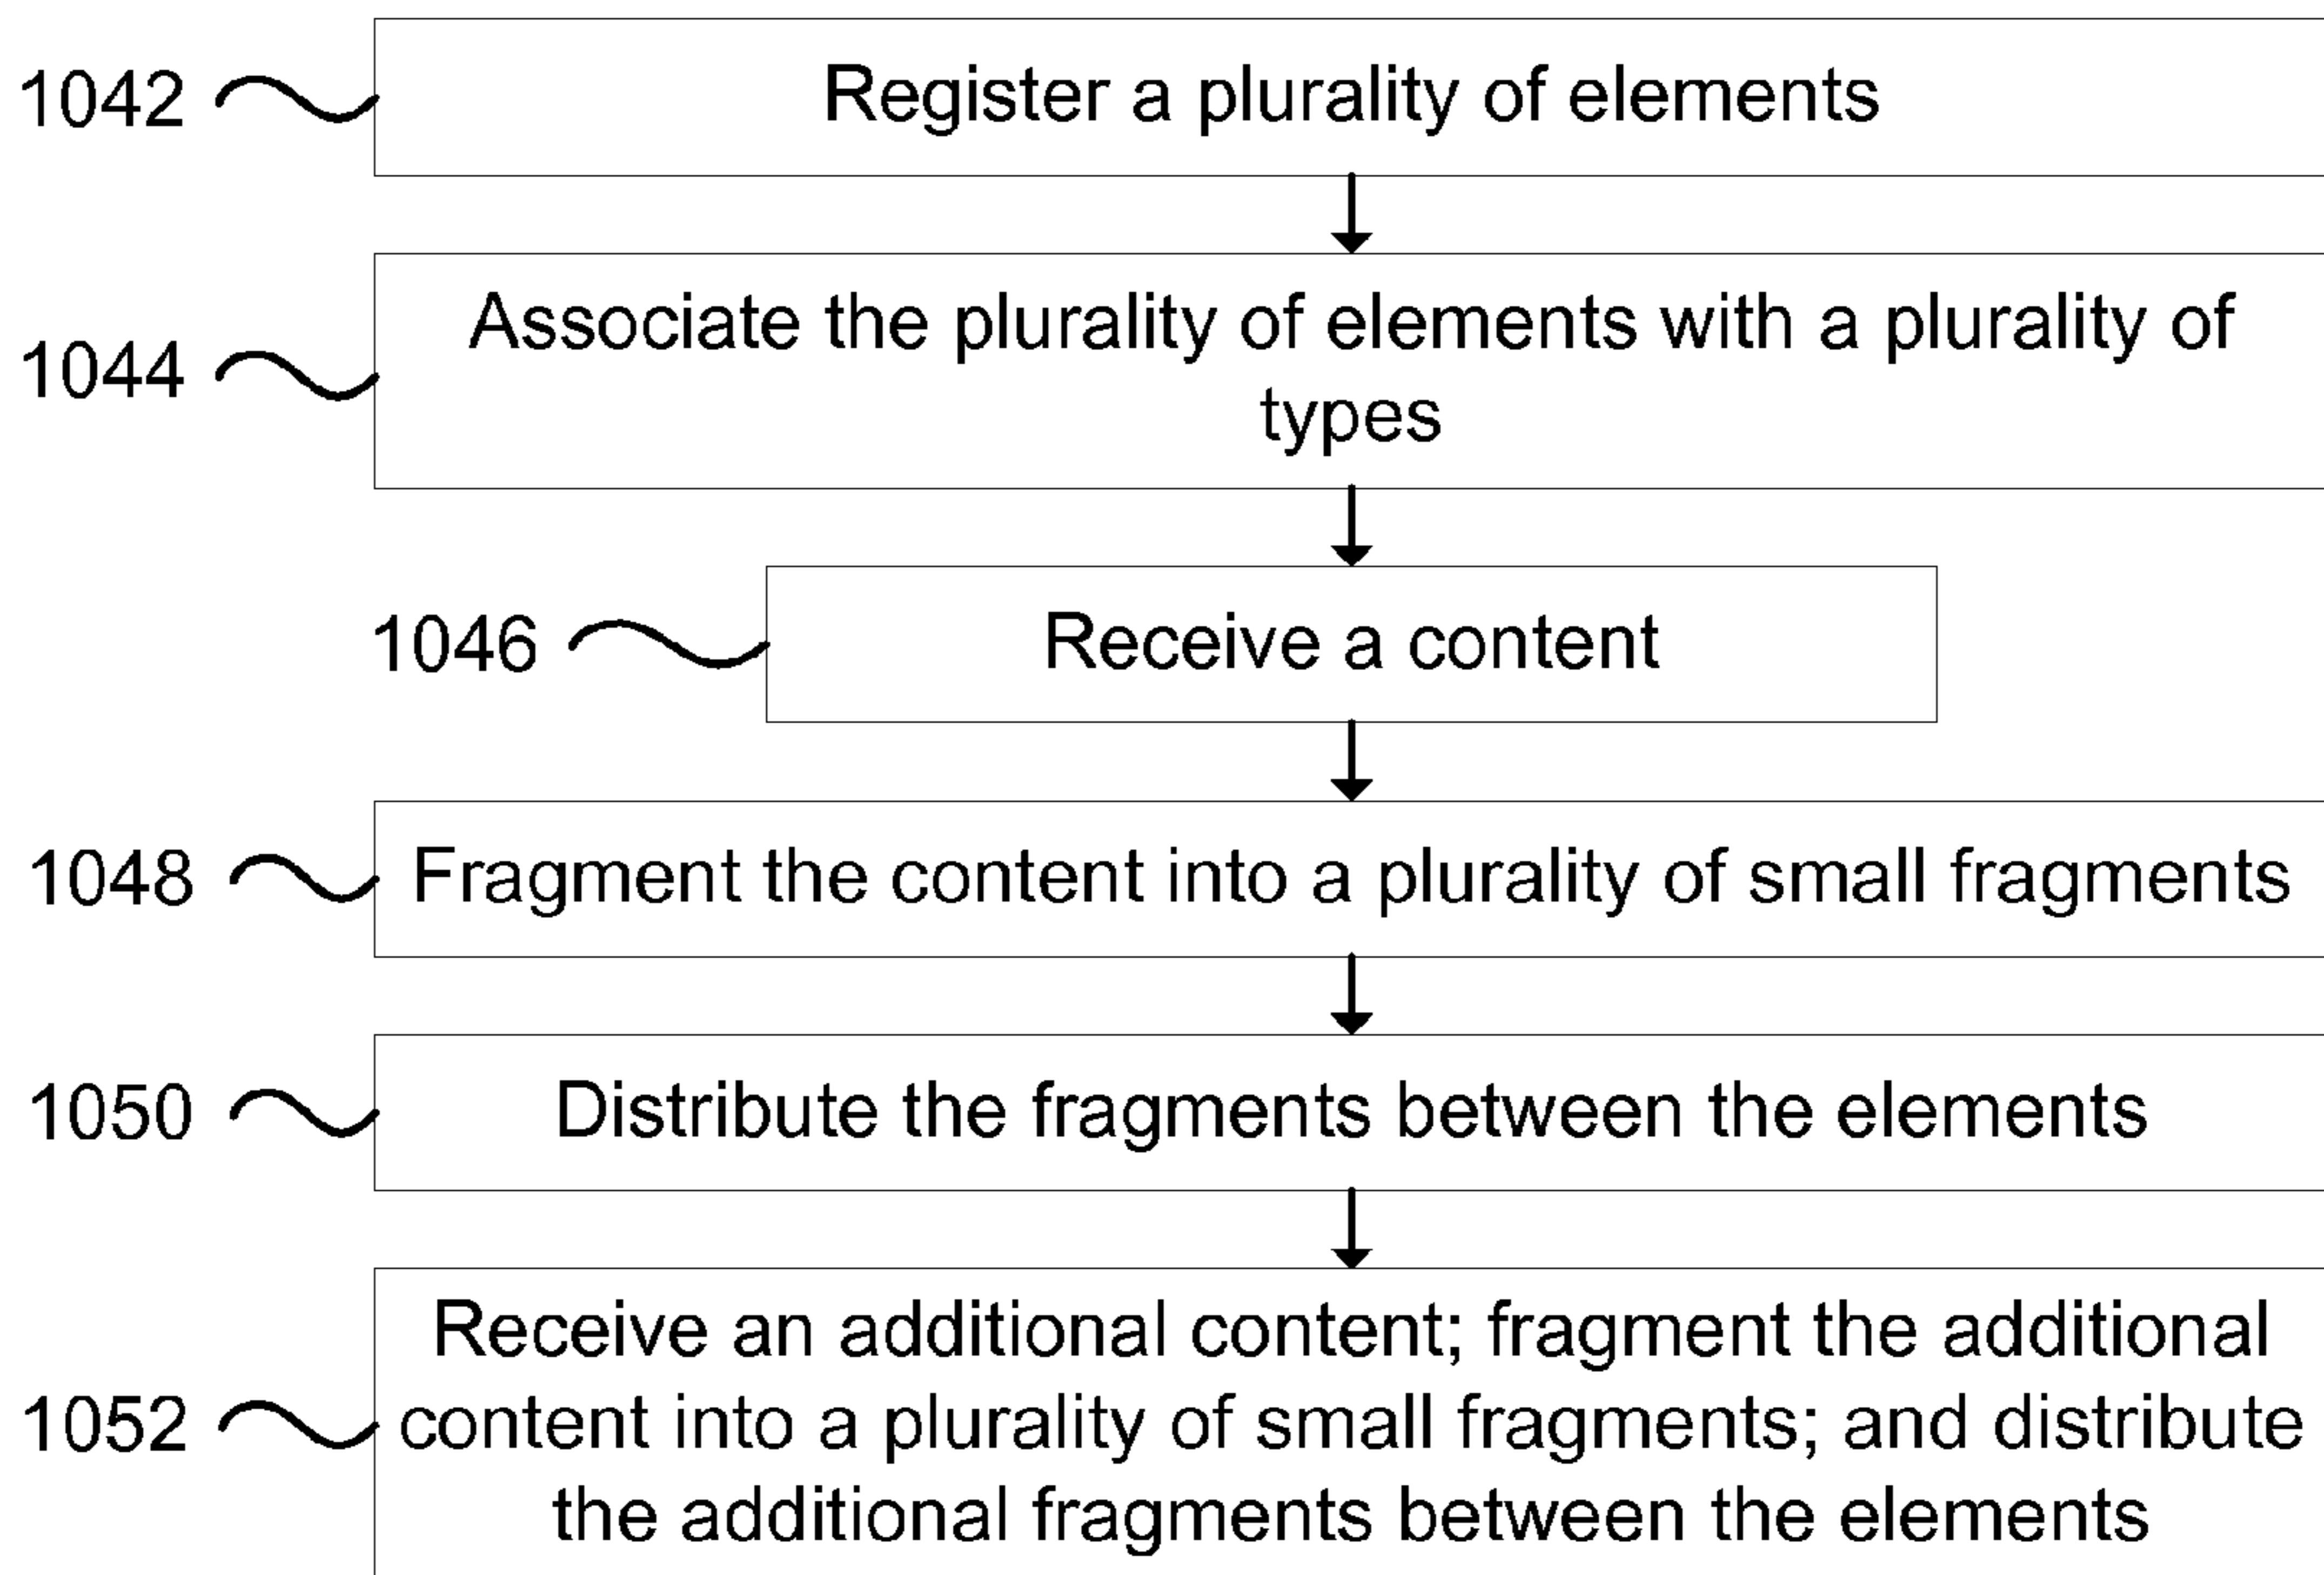 1042
Register a plurality of elements
1044
Associate the plurality of elements with a plurality of
types
1046
Receive a content
1048
Fragment the content into a plurality of small fragments
1050
Distribute the fragments between the elements
1052
Receive an additional content; fragment the additional
content into a plurality of small fragments; and distribute
the additional fragments between the elements